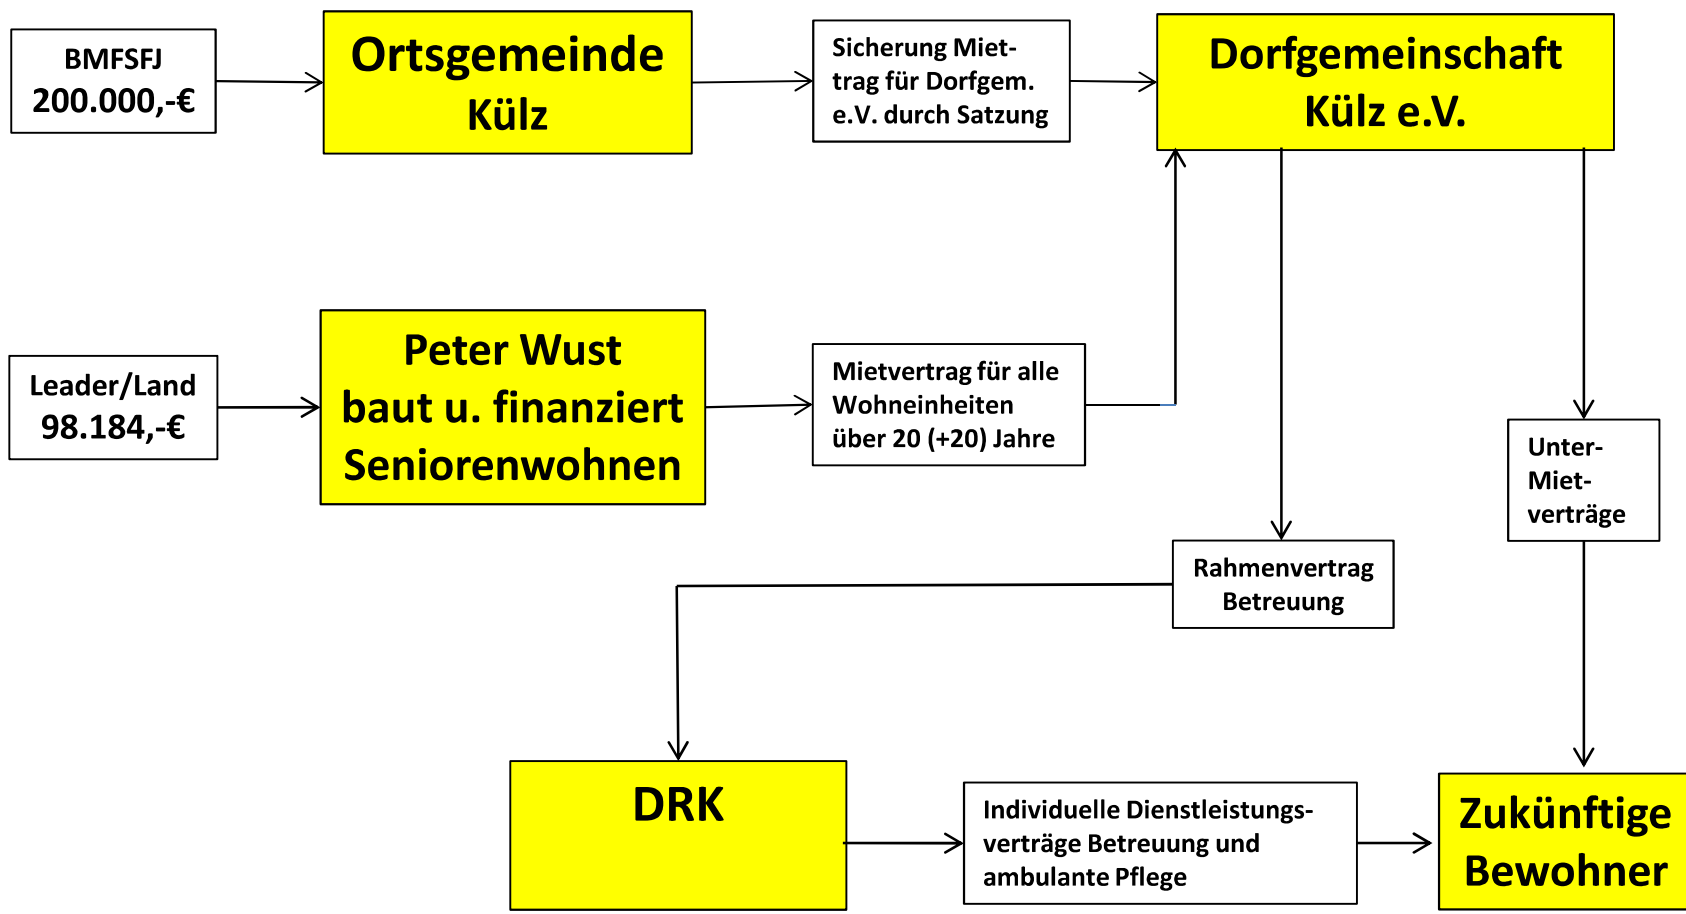 BMFSFJ
200.000,-€
Ortsgemeinde
Külz
Sicherung Miet-
trag für Dorfgem.
e.V. durch Satzung
Dorfgemeinschaft
Külz e.V.
Leader/Land
98.184,-€
Peter Wust
baut u. finanziert
Seniorenwohnen
Mietvertrag für alle
Wohneinheiten
über 20 (+20) Jahre
Unter-
Miet-
verträge
Rahmenvertrag
Betreuung
DRK
Individuelle Dienstleistungs-
verträge Betreuung und
ambulante Pflege
Zukünftige
Bewohner